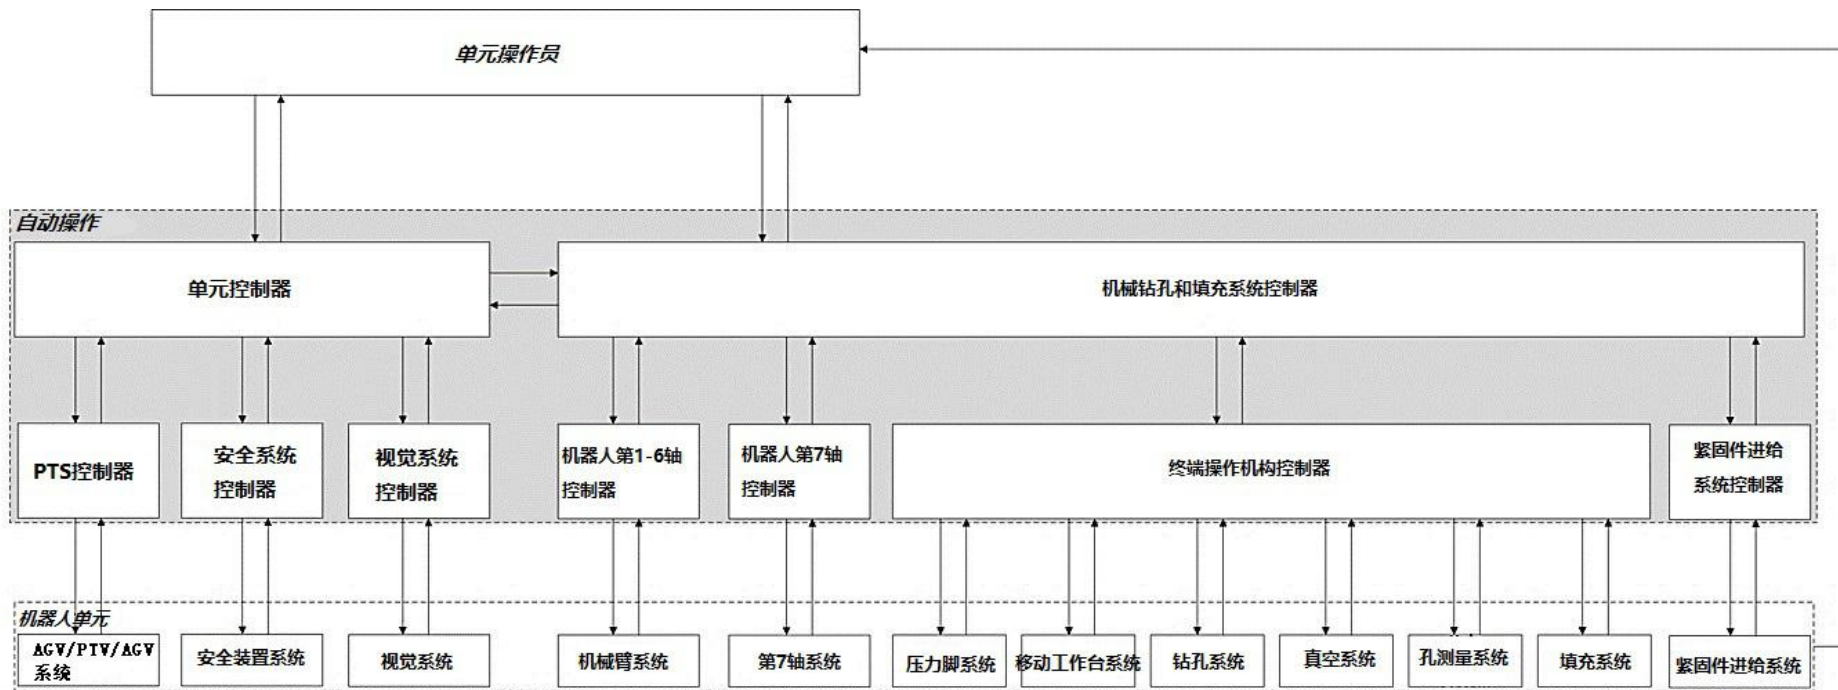 单元操作员
自动操作
单元控制器
机械钻孔和填充系统控制器
PTS控制器
安全系统
控制器
视觉系统
控制器
机器人第1-6轴
控制器
机器人第7轴
控制器
终端操作机构控制器
紧固件进给
系统控制器
机器人单元
AGV/PTV/AGV
系统
安全装置系统
视觉系统
机械臂系统
第7轴系统
压力脚系统
移动工作台系统
钻孔系统
真空系统
孔测量系统
填充系统
紧固件进给系统